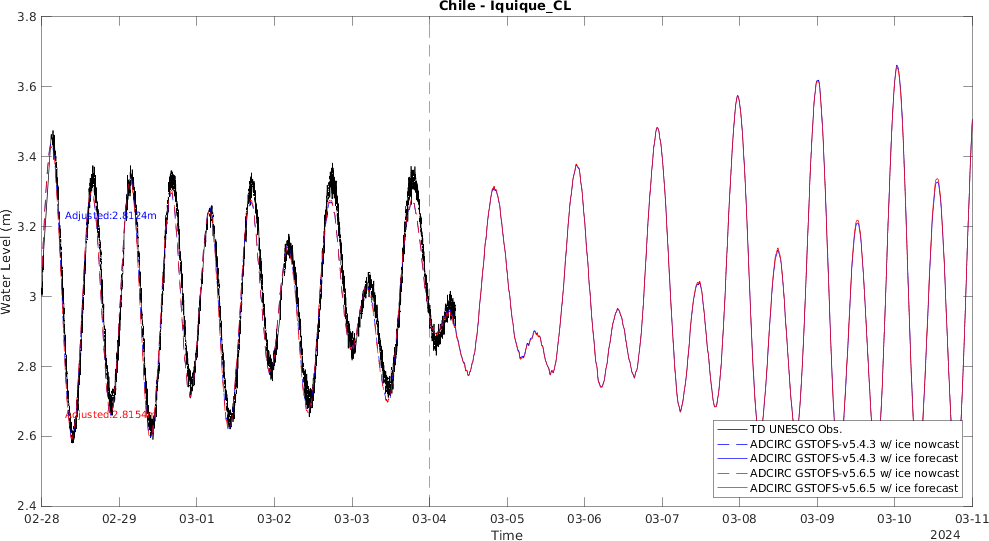 Chile - Iquique_CL
3.8
3.6
3.4
3.2
3
2.8
2.6
2.4
Water Level (m)
Adjusted:2.8124m
Adjusted:2.8154m
TD UNESCO Obs.
ADCIRC GSTOFS-v5.4.3 w/ ice nowcast
ADCIRC GSTOFS-v5.4.3 w/ ice forecast
ADCIRC GSTOFS-v5.6.5 w/ ice nowcast
ADCIRC GSTOFS-v5.6.5 w/ ice forecast
02-28 02-29 03-01 03-02 03-03 03-04 03-05 03-06 03-07 03-08 03-09 03-10 03-11
Time
2024